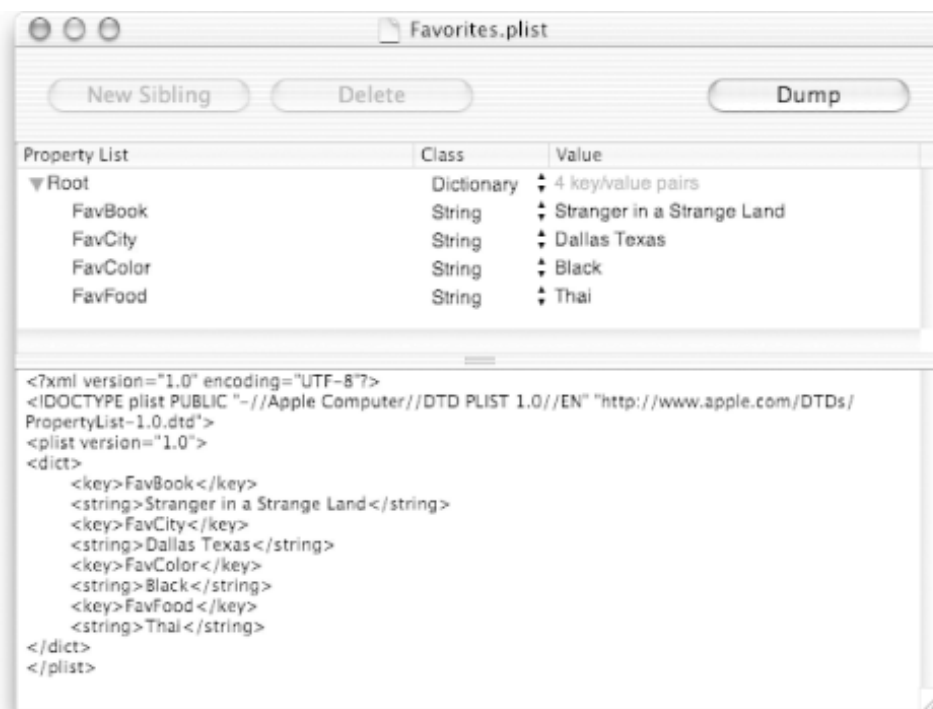 Favorites.plist
New Sibling Delete Dump
Property List Class Value
Root Dictionary 4 key/value pairs
FavBook String Stranger in a Strange Land
FavCity String Dallas Texas
FavColor String Black
FavFood String Thai
<?xml version="1.0" encoding="UTF-8"?>
<!DOCTYPE plist PUBLIC "-//Apple Computer//DTD PLIST 1.0//EN" "http://www.apple.com/DTDs/
PropertyList-1.0.dtd">
<plist version="1.0">
<dict>
<key>FavBook</key>
<string>Stranger in a Strange Land</string>
<key>FavCity</key>
<string>Dallas Texas</string>
<key>FavColor</key>
<string>Black</string>
<key>FavFood</key>
<string>Thai</string>
</dict>
</plist>